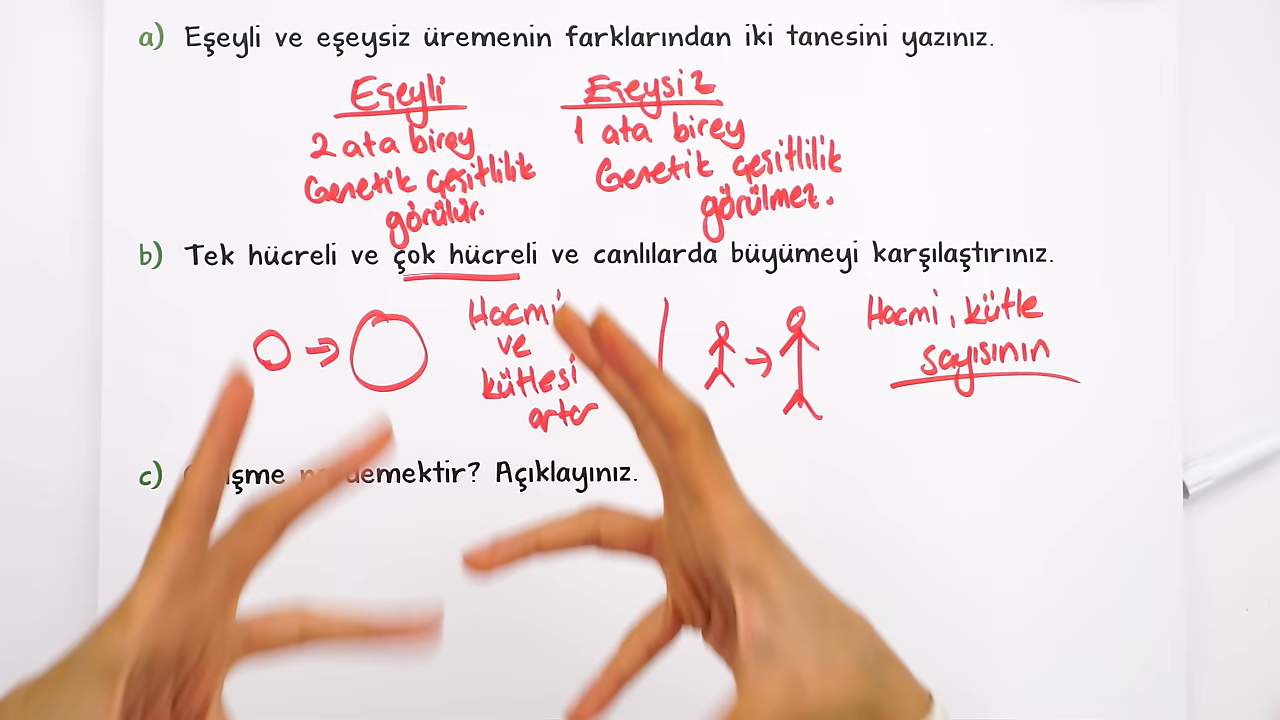 a) Eşeyli ve eşeysiz üremenin farklarından iki tanesini yazınız.
Eşeyli
2 ata birey
Genetik çeşitlilik
görülür.
Eşeysiz
1 ata birey
Genetik çeşitlilik
görülmez.
b) Tek hücreli ve çok hücreli ve canlılarda büyümeyi karşılaştırınız.
Hacmi
ve
kütlesi
artar
Hacmi, kütle
sayısının
c) demektir? Açıklayınız.